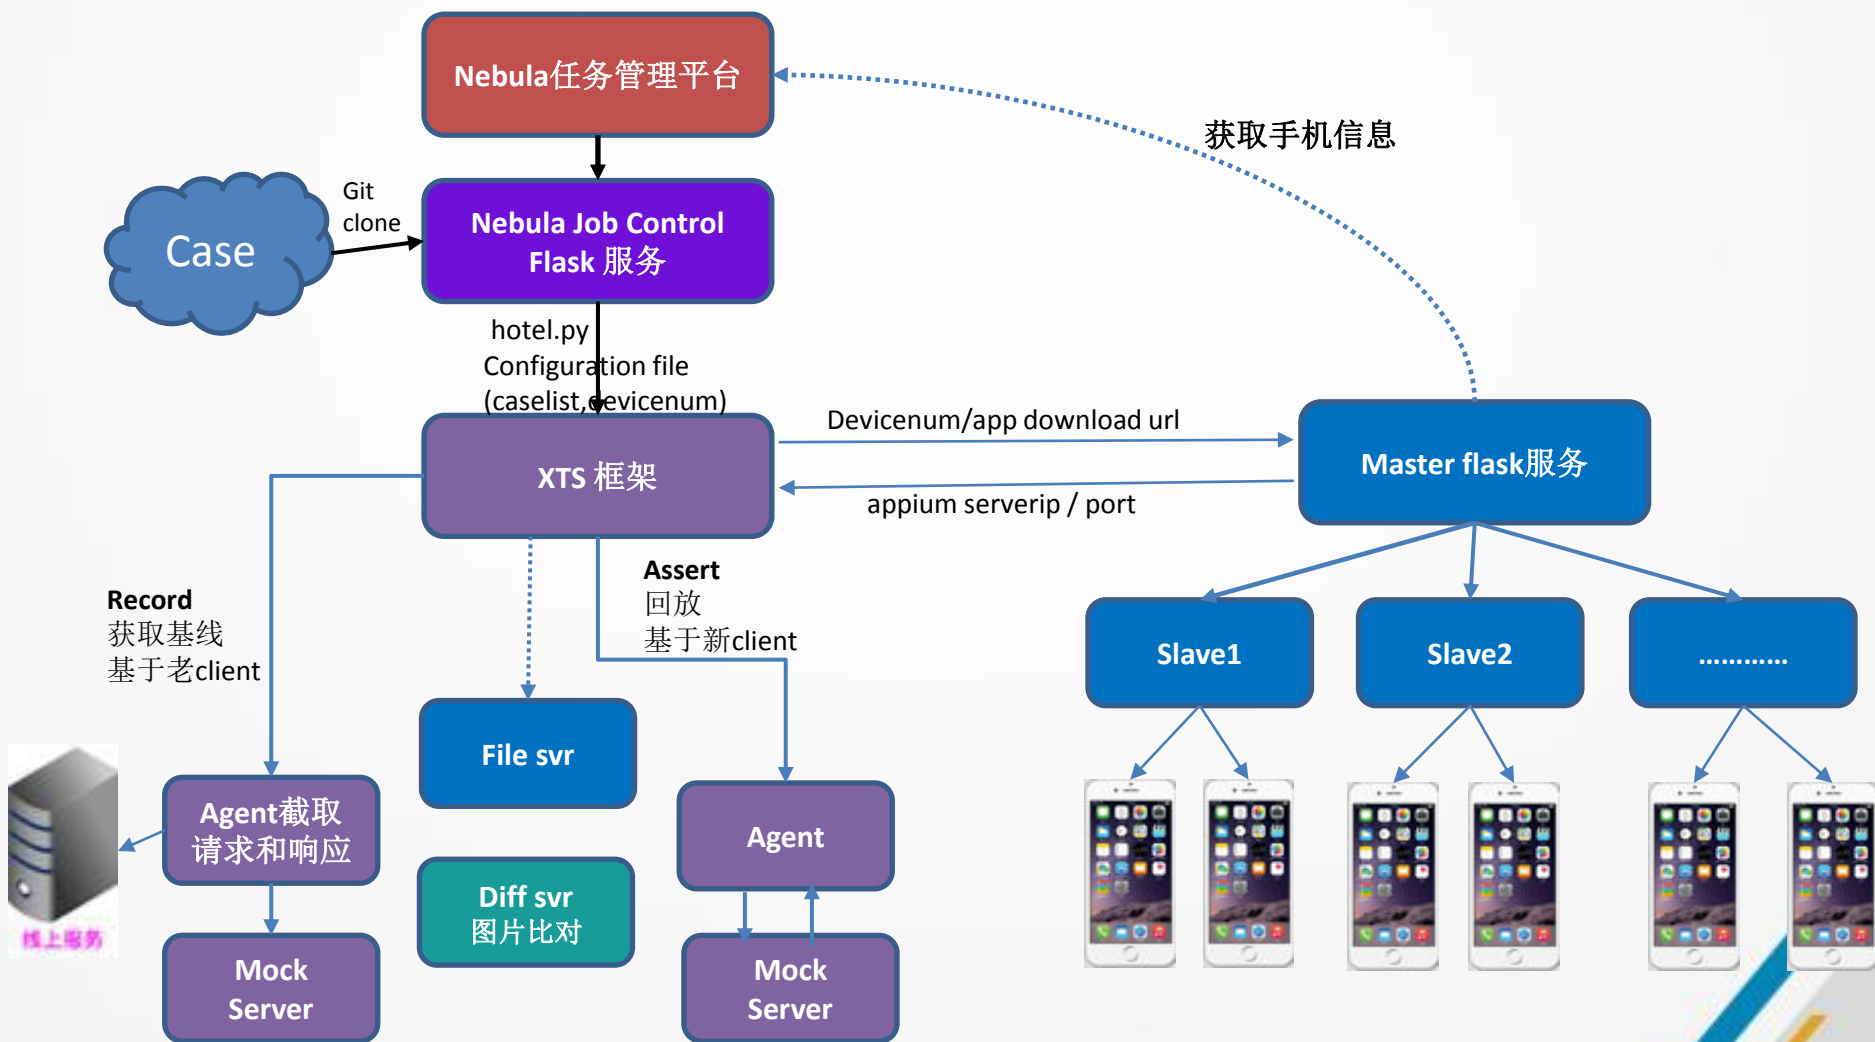 Nebula任务管理平台
获取手机信息
Git
clone
Case
Nebula Job Control
Flask 服务
hotel.py
Configuration file
(caselist,devicenum)
Devicenum/app download url
XTS 框架
Master flask服务
appium serverip / port
Record
获取基线
基于老client
Assert
回放
基于新client
Slave1
Slave2
............
File svr
Agent截取
请求和响应
Agent
Diff svr
图片比对
线上服务
Mock
Server
Mock
Server